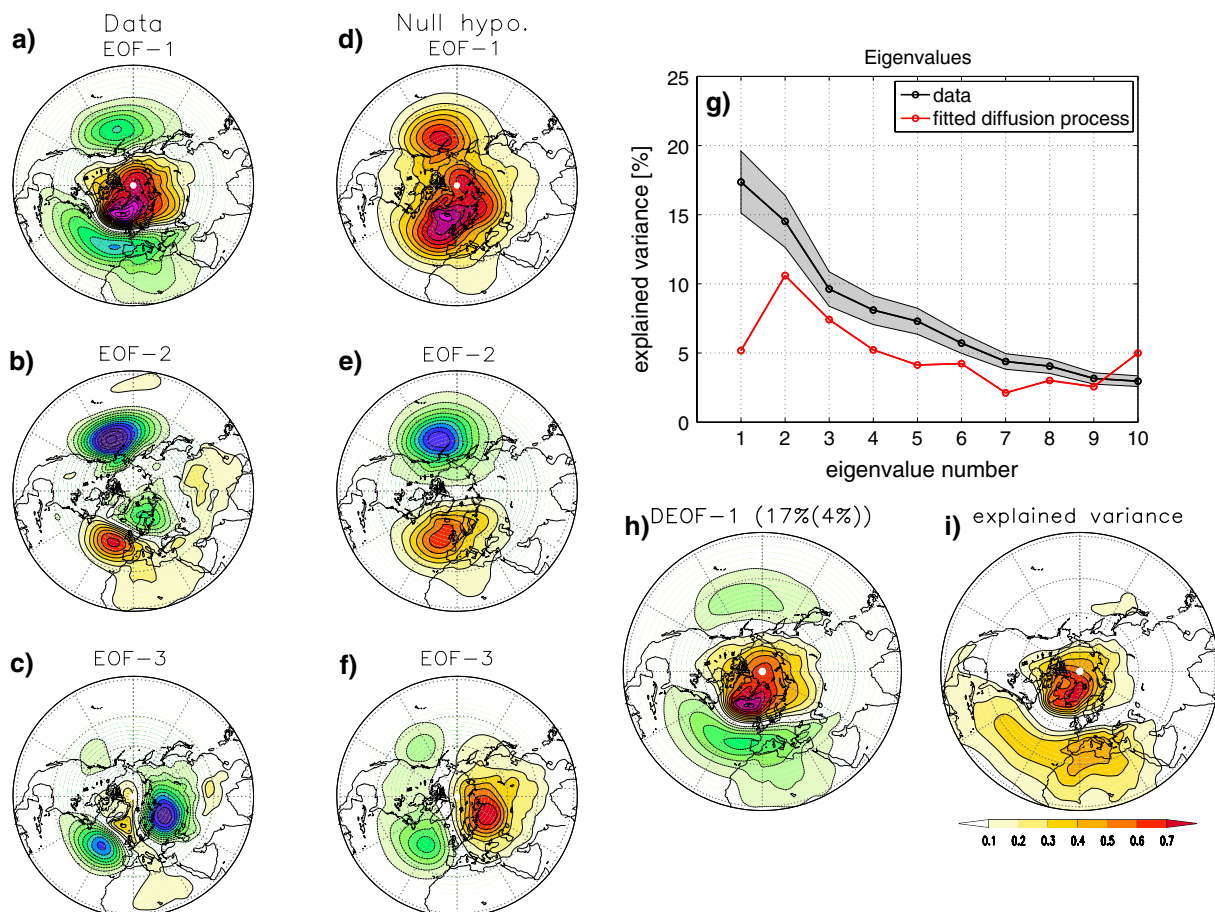 Data
a)
EOF-1
b)
EOF-2
c)
EOF-3
Null hypo.
d)
EOF-1
e)
EOF-2
f)
EOF-3
Eigenvalues
g)
data
fitted diffusion process
explained variance [%]
25
20
15
10
5
0
1 2 3 4 5 6 7 8 9 10
eigenvalue number
h)
DEOF-1 (17%(4%))
i)
explained variance
0.1 0.2 0.3 0.4 0.5 0.6 0.7